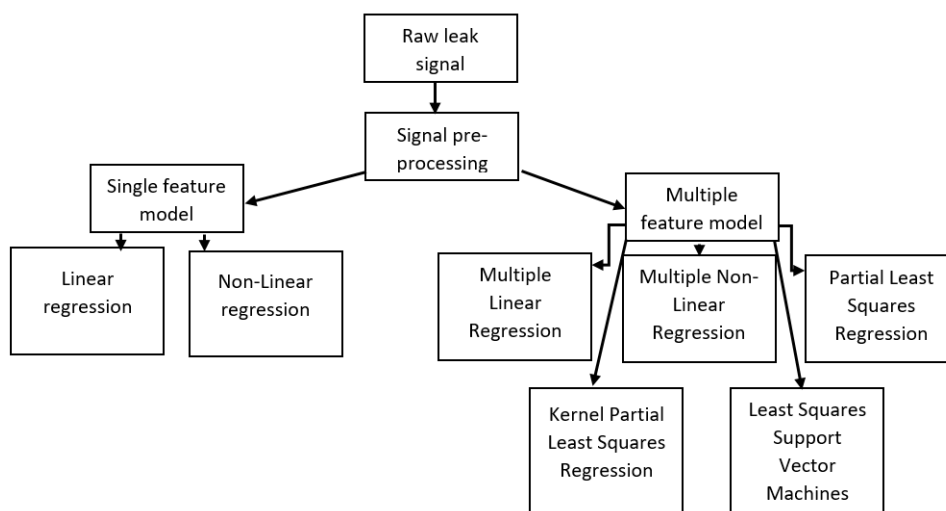 Raw leak
signal
Signal pre-
processing
Single feature
model
Multiple
feature model
Linear
regression
Non-Linear
regression
Multiple
Linear
Regression
Multiple Non-
Linear
Regression
Partial Least
Squares
Regression
Kernel Partial
Least Squares
Regression
Least Squares
Support
Vector
Machines